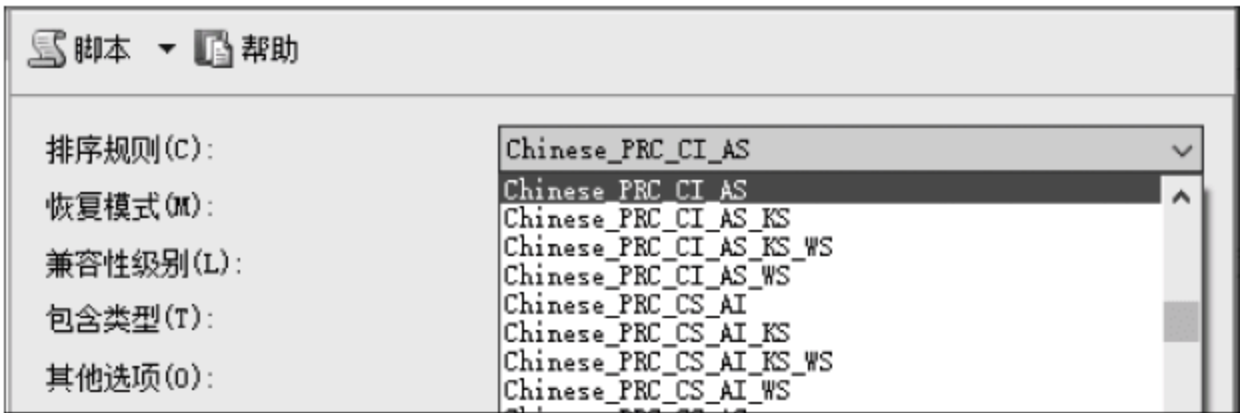 脚本 帮助
排序规则(C): Chinese_PRC_CI_AS
Chinese_PRC_CI_AS
恢复模式(M): Chinese_PRC_CI_AS_KS
Chinese_PRC_CI_AS_KS_WS
兼容性级别(L): Chinese_PRC_CI_AS_WS
Chinese_PRC_CS_AI
包含类型(T): Chinese_PRC_CS_AI_KS
Chinese_PRC_CS_AI_KS_WS
其他选项(O): Chinese_PRC_CS_AI_WS